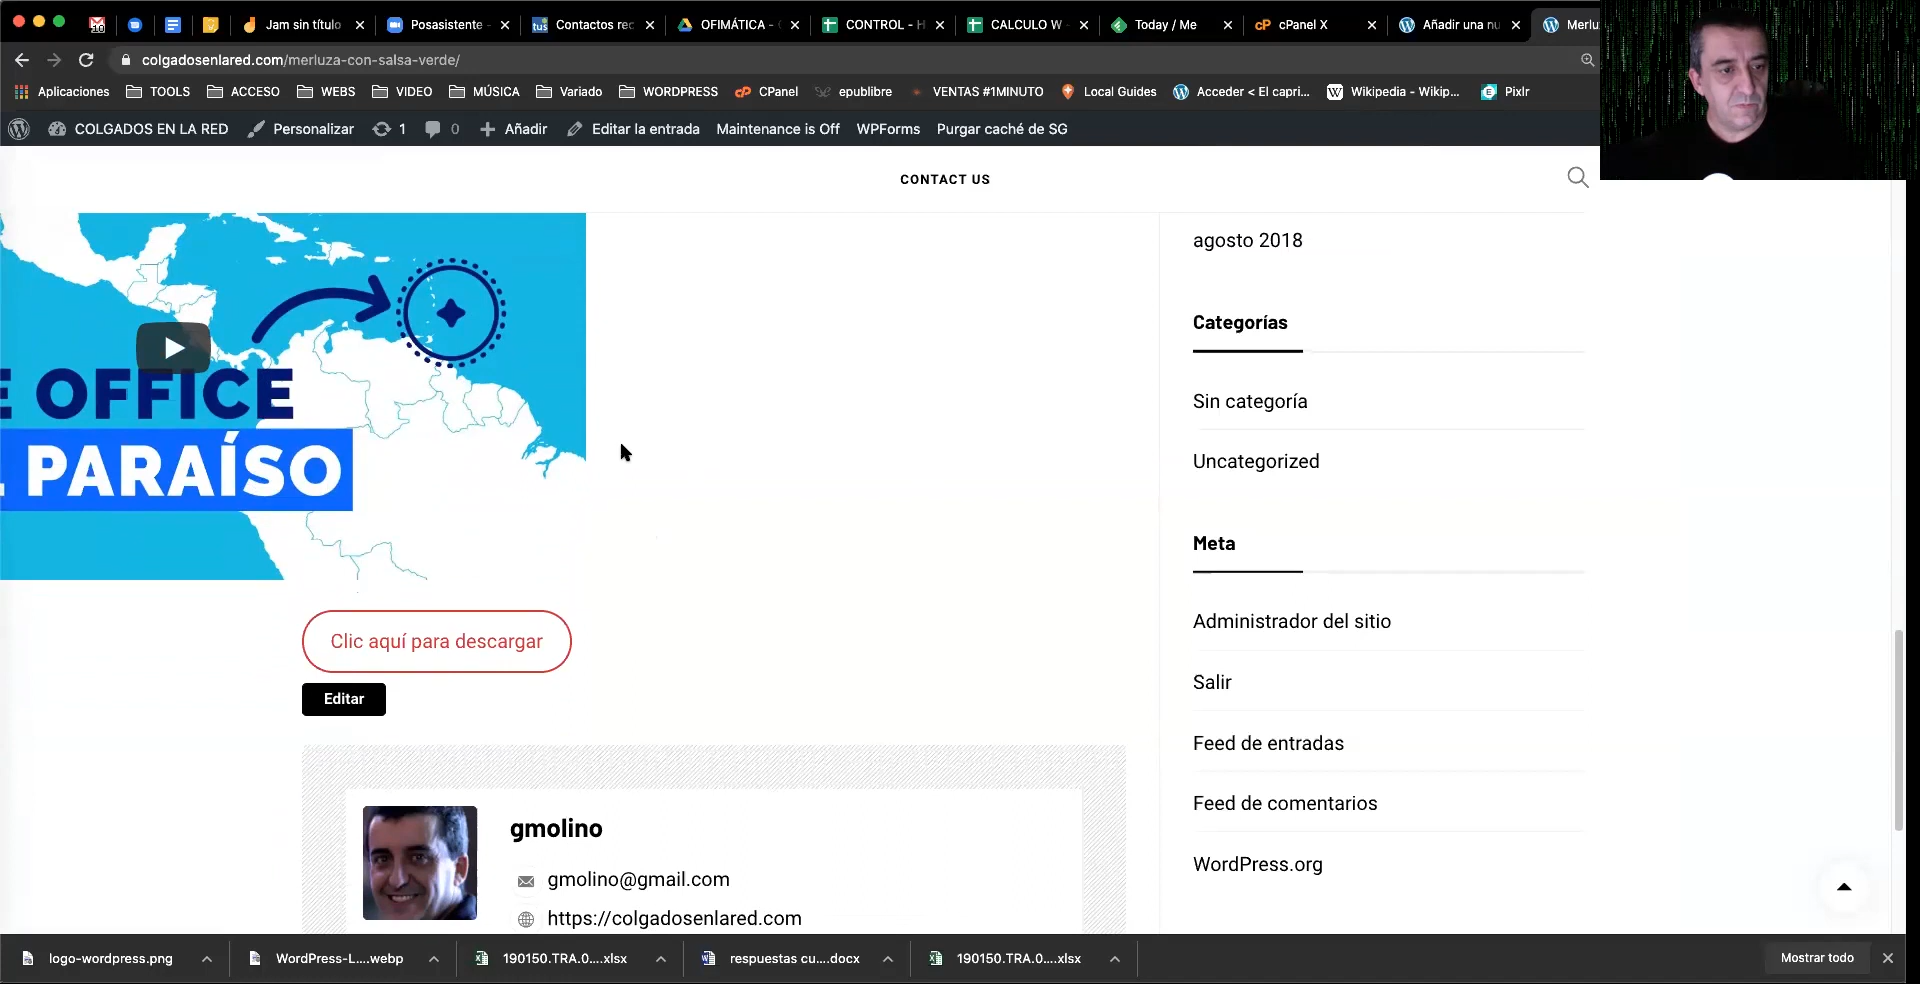 10
Jam sin título
Posasistente
tus
Contactos rec
OFIMÁTICA -
CONTROL - H
CALCULO W -
Today / Me
cP cPanel X
Añadir una nu
Merlu
colgadosenlared.com/merluza-con-salsa-verde/
Aplicaciones TOOLS ACCESO WEBS VIDEO MÚSICA Variado WORDPRESS cP CPanel epublibre VENTAS #1MINUTO Local Guides Acceder < El capri... W Wikipedia - Wikip... E Pixlr
COLGADOS EN LA RED Personalizar 1 0 Añadir Editar la entrada Maintenance is Off WPForms Purgar caché de SG
CONTACT US
agosto 2018
E OFFICE
PARAÍSO
Clic aquí para descargar
Editar
gmolino
gmolino@gmail.com
https://colgadosenlared.com
Categorías
Sin categoría
Uncategorized
Meta
Administrador del sitio
Salir
Feed de entradas
Feed de comentarios
WordPress.org
logo-wordpress.png WordPress-L....webp 190150.TRA.0....xlsx respuestas cu....docx 190150.TRA.0....xlsx Mostrar todo